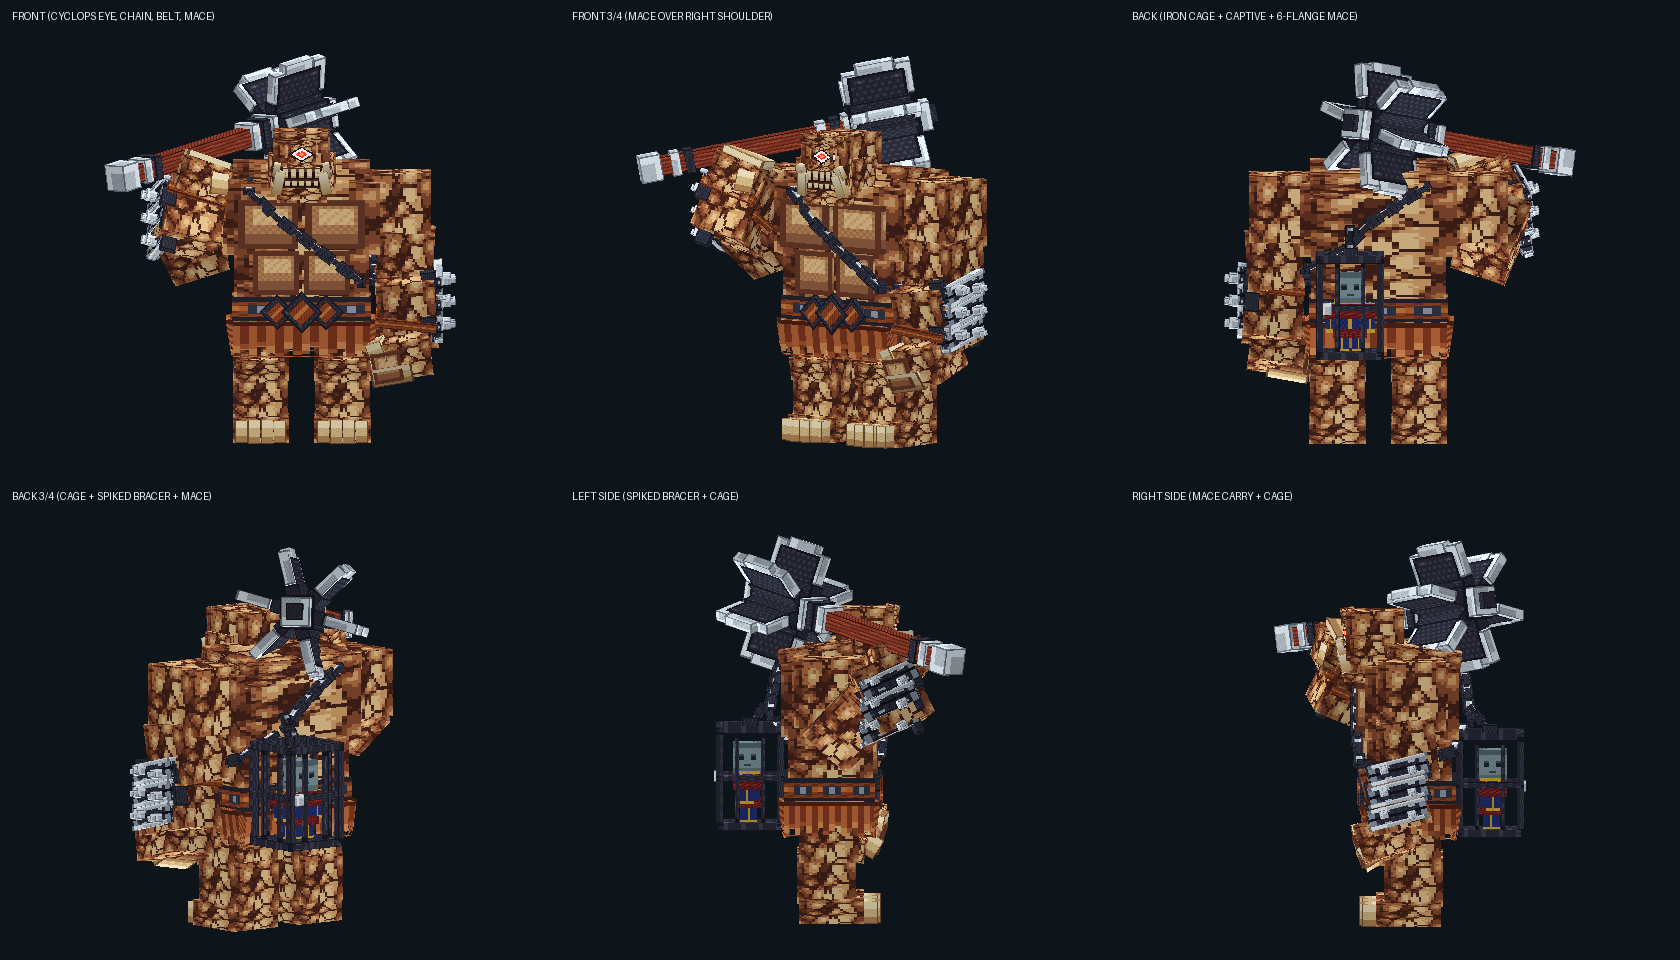 FRONT (CYCLOPS EYE, CHAIN, BELT, MACE)
FRONT 3/4 (MACE OVER RIGHT SHOULDER)
BACK (IRON CAGE + CAPTIVE + 6-FLANGE MACE)
BACK 3/4 (CAGE + SPIKED BRACER + MACE)
LEFT SIDE (SPIKED BRACER + CAGE)
RIGHT SIDE (MACE CARRY + CAGE)